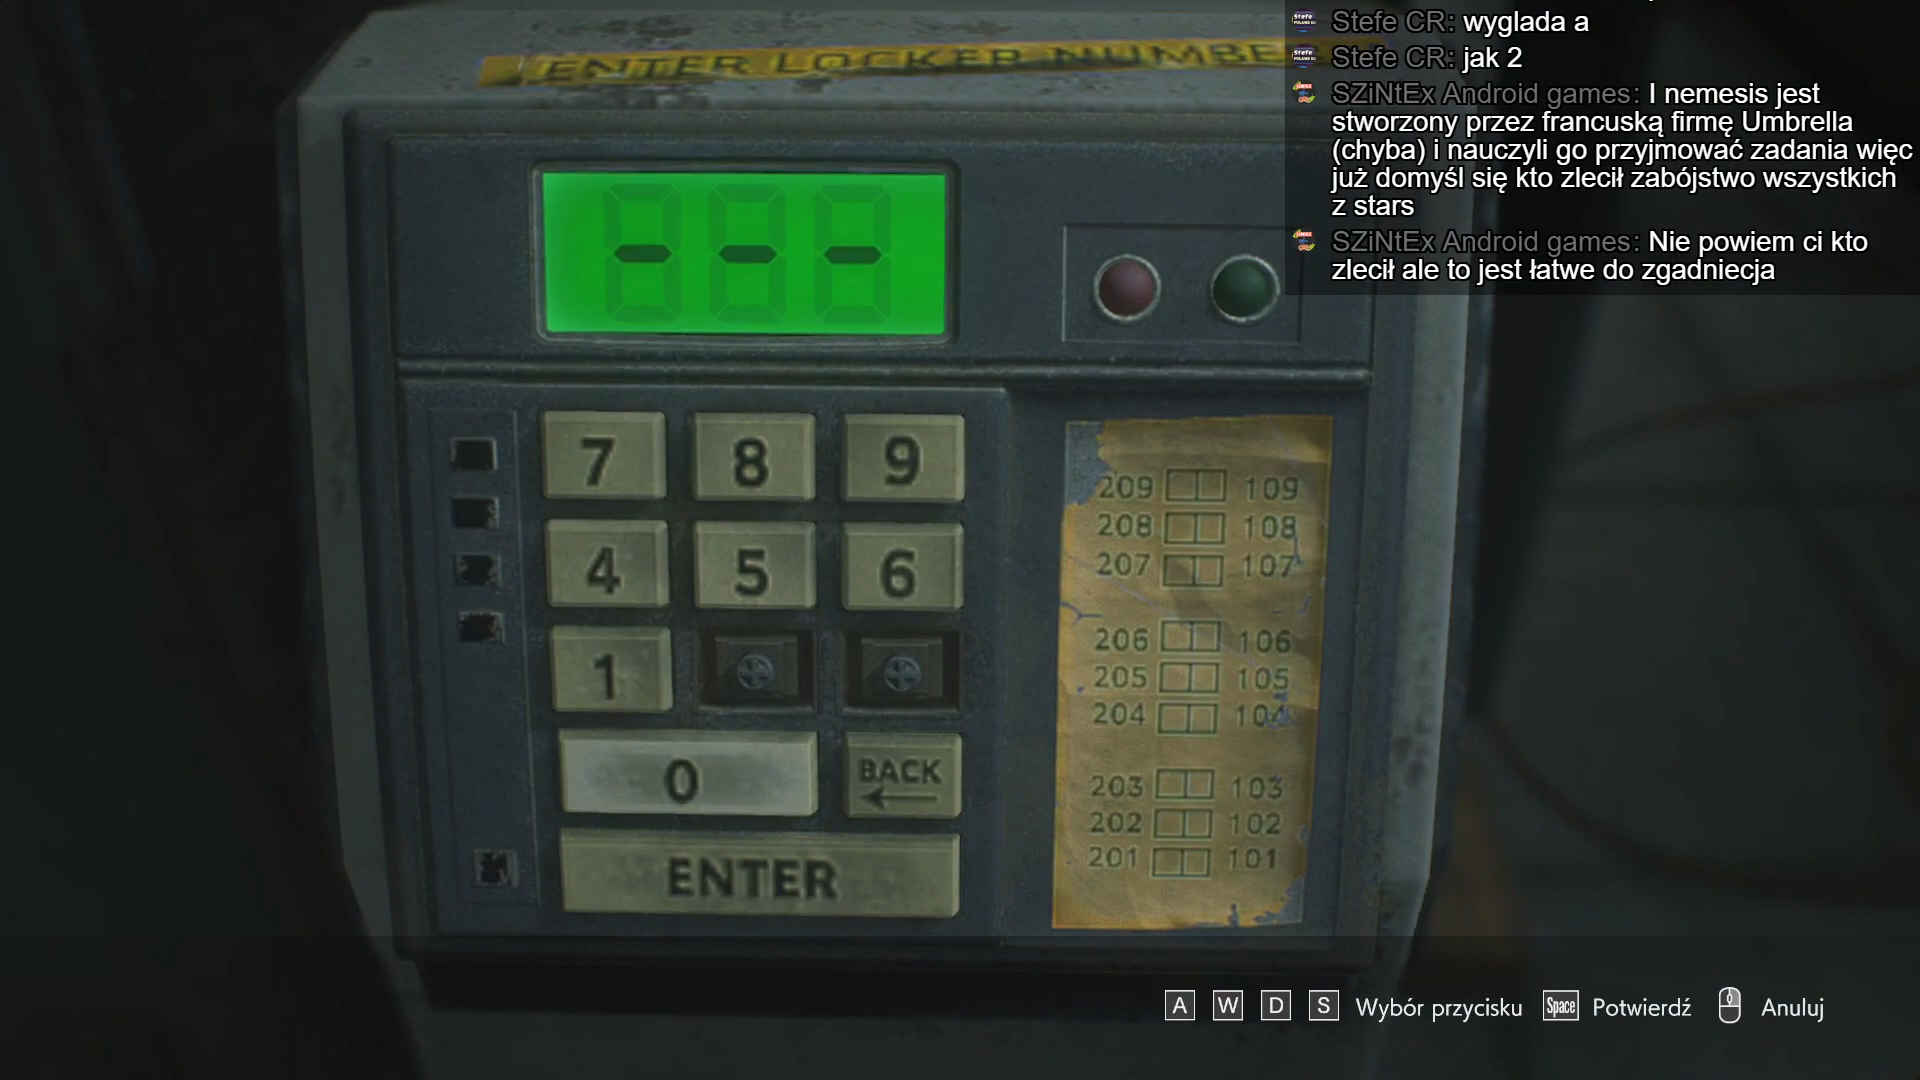 Stefe CR: wyglada a
Stefe CR: jak 2
SZiNtEx Android games: I nemesis jest
stworzony przez francuską firmę Umbrella
(chyba) i nauczyli go przyjmować zadania więc
już domyśl się kto zlecił zabójstwo wszystkich
z stars
SZiNtEx Android games: Nie powiem ci kto
zlecił ale to jest łatwe do zgadniecja
ENTER LOCKER NUMBE
- - -
7 8 9
4 5 6
1
0 BACK
ENTER
209 109
208 108
207 107
206 106
205 105
204 104
203 103
202 102
201 101
A W D S Wybór przycisku Space Potwierdź Anuluj